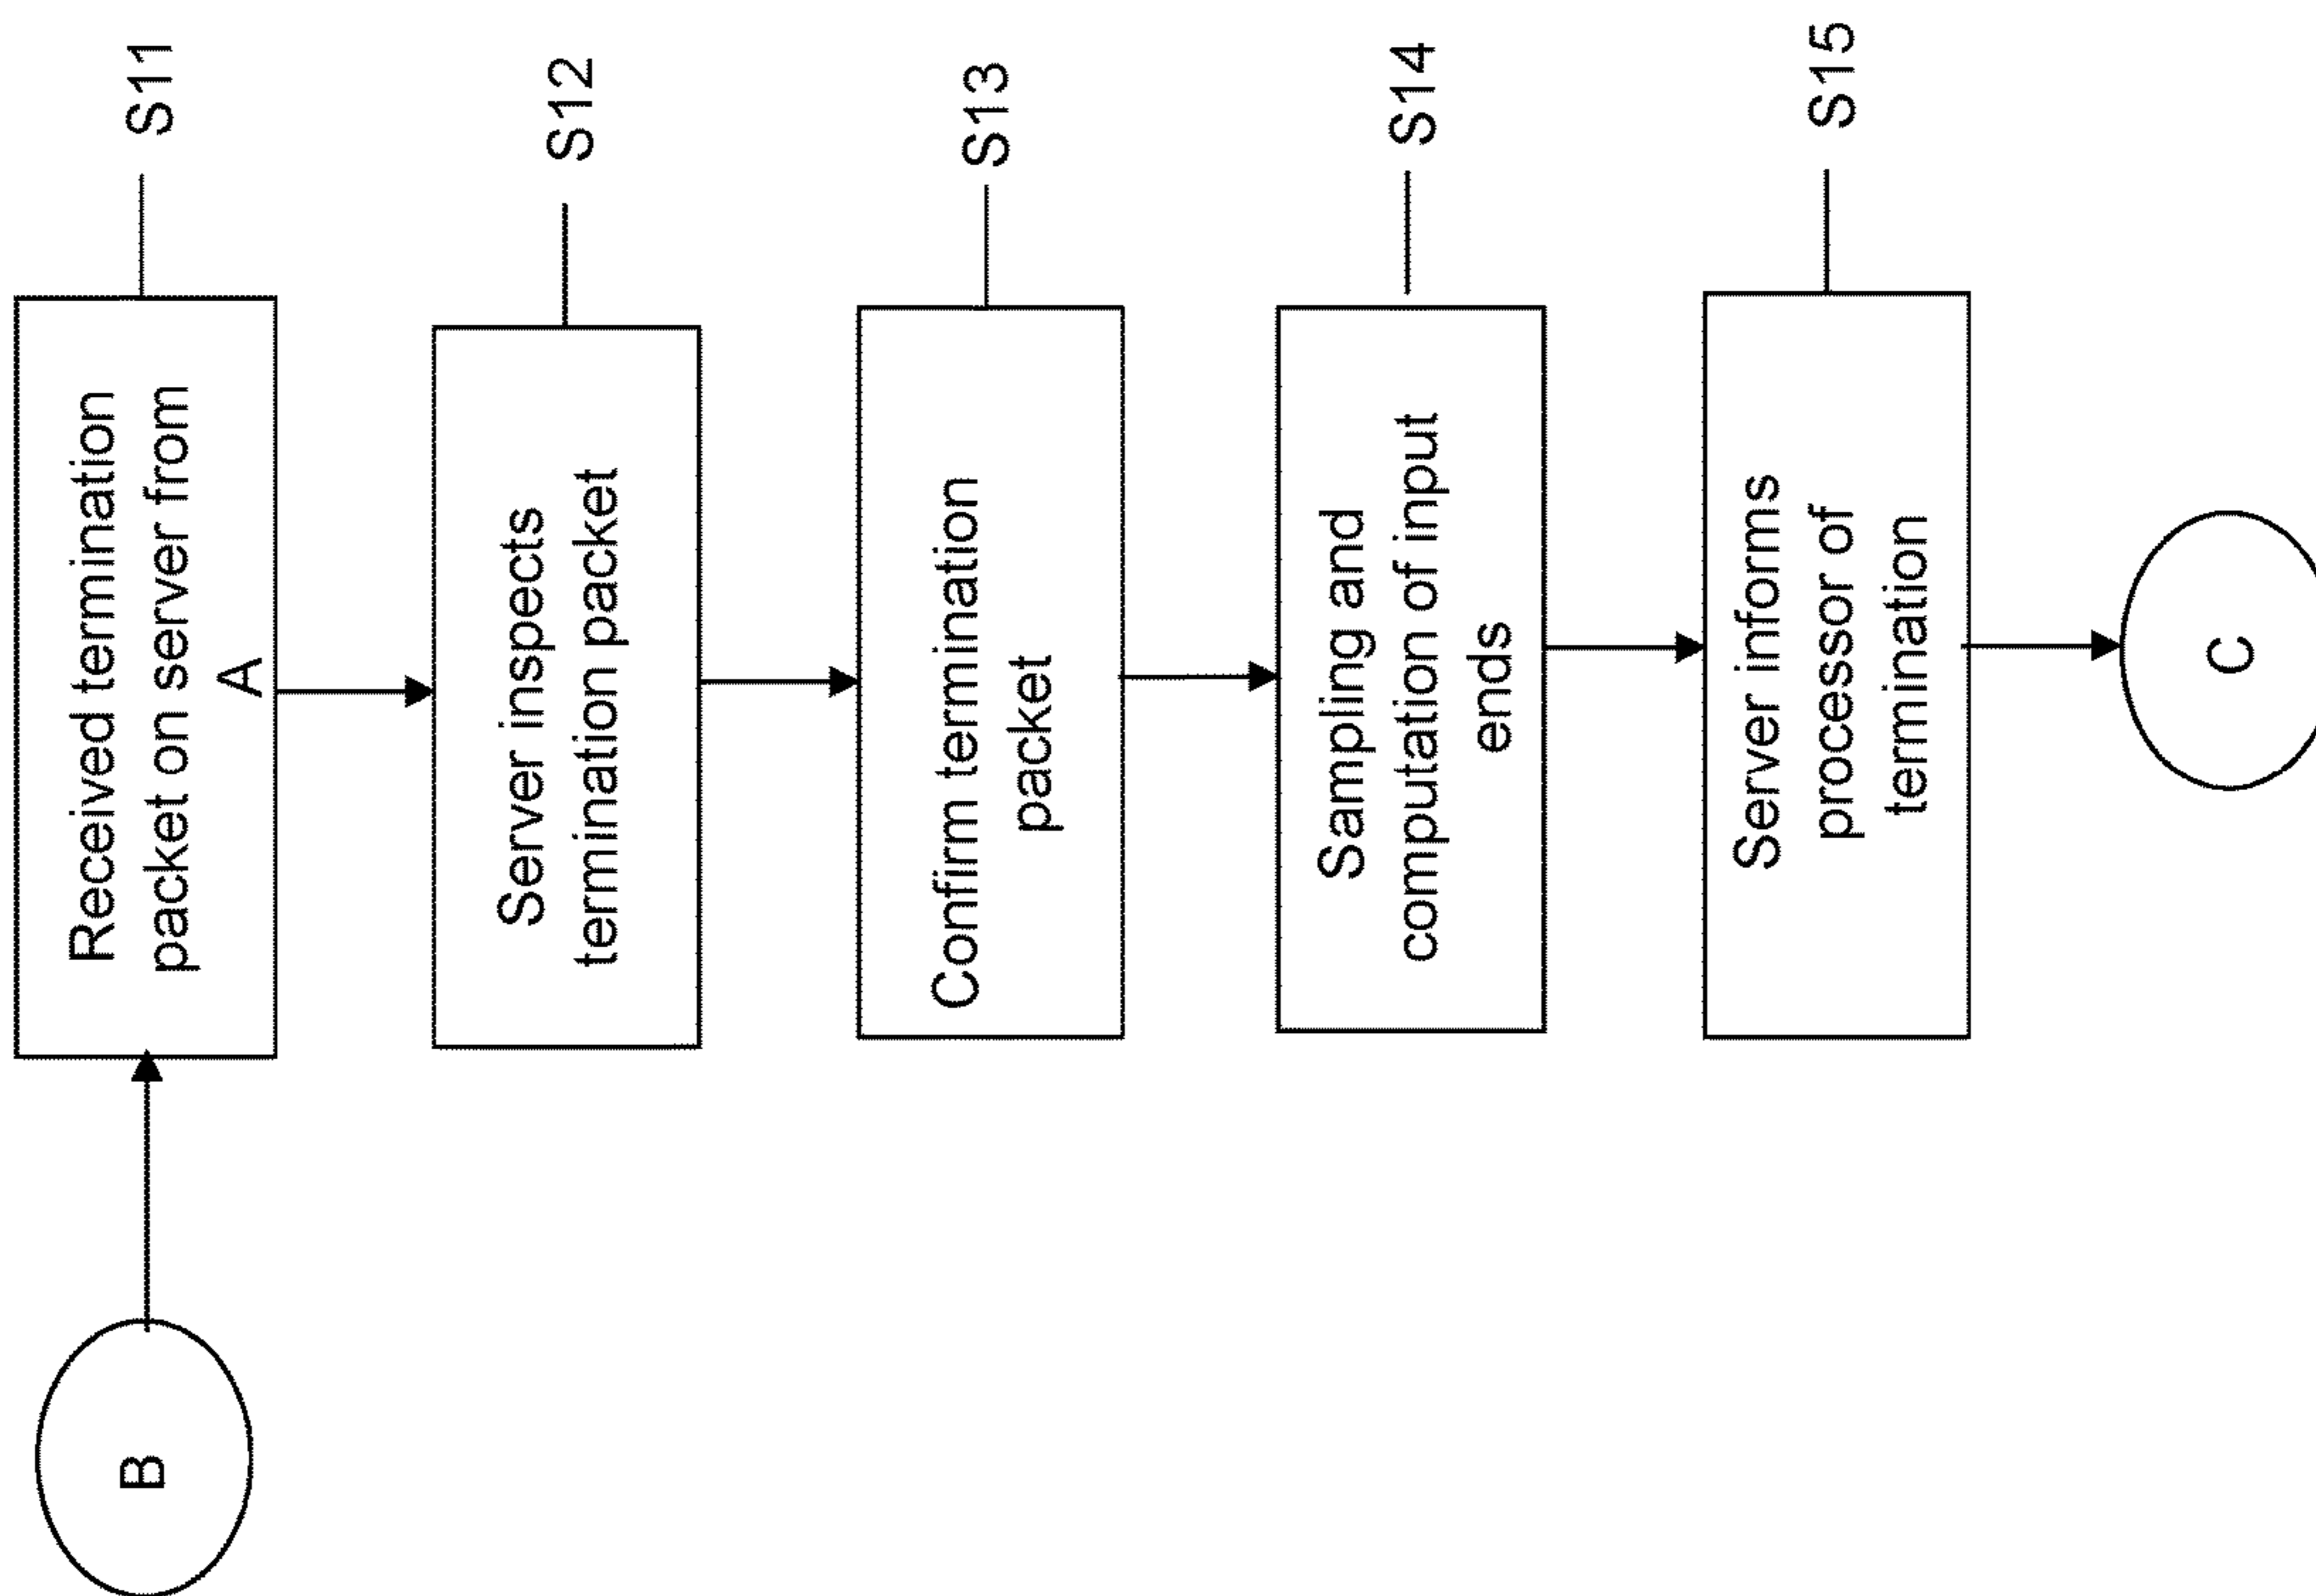 B
Received termination
packet on server from
A
S11
Server inspects
termination packet
S12
Confirm termination
packet
S13
Sampling and
computation of input
ends
S14
Server informs
processor of
termination
S15
C